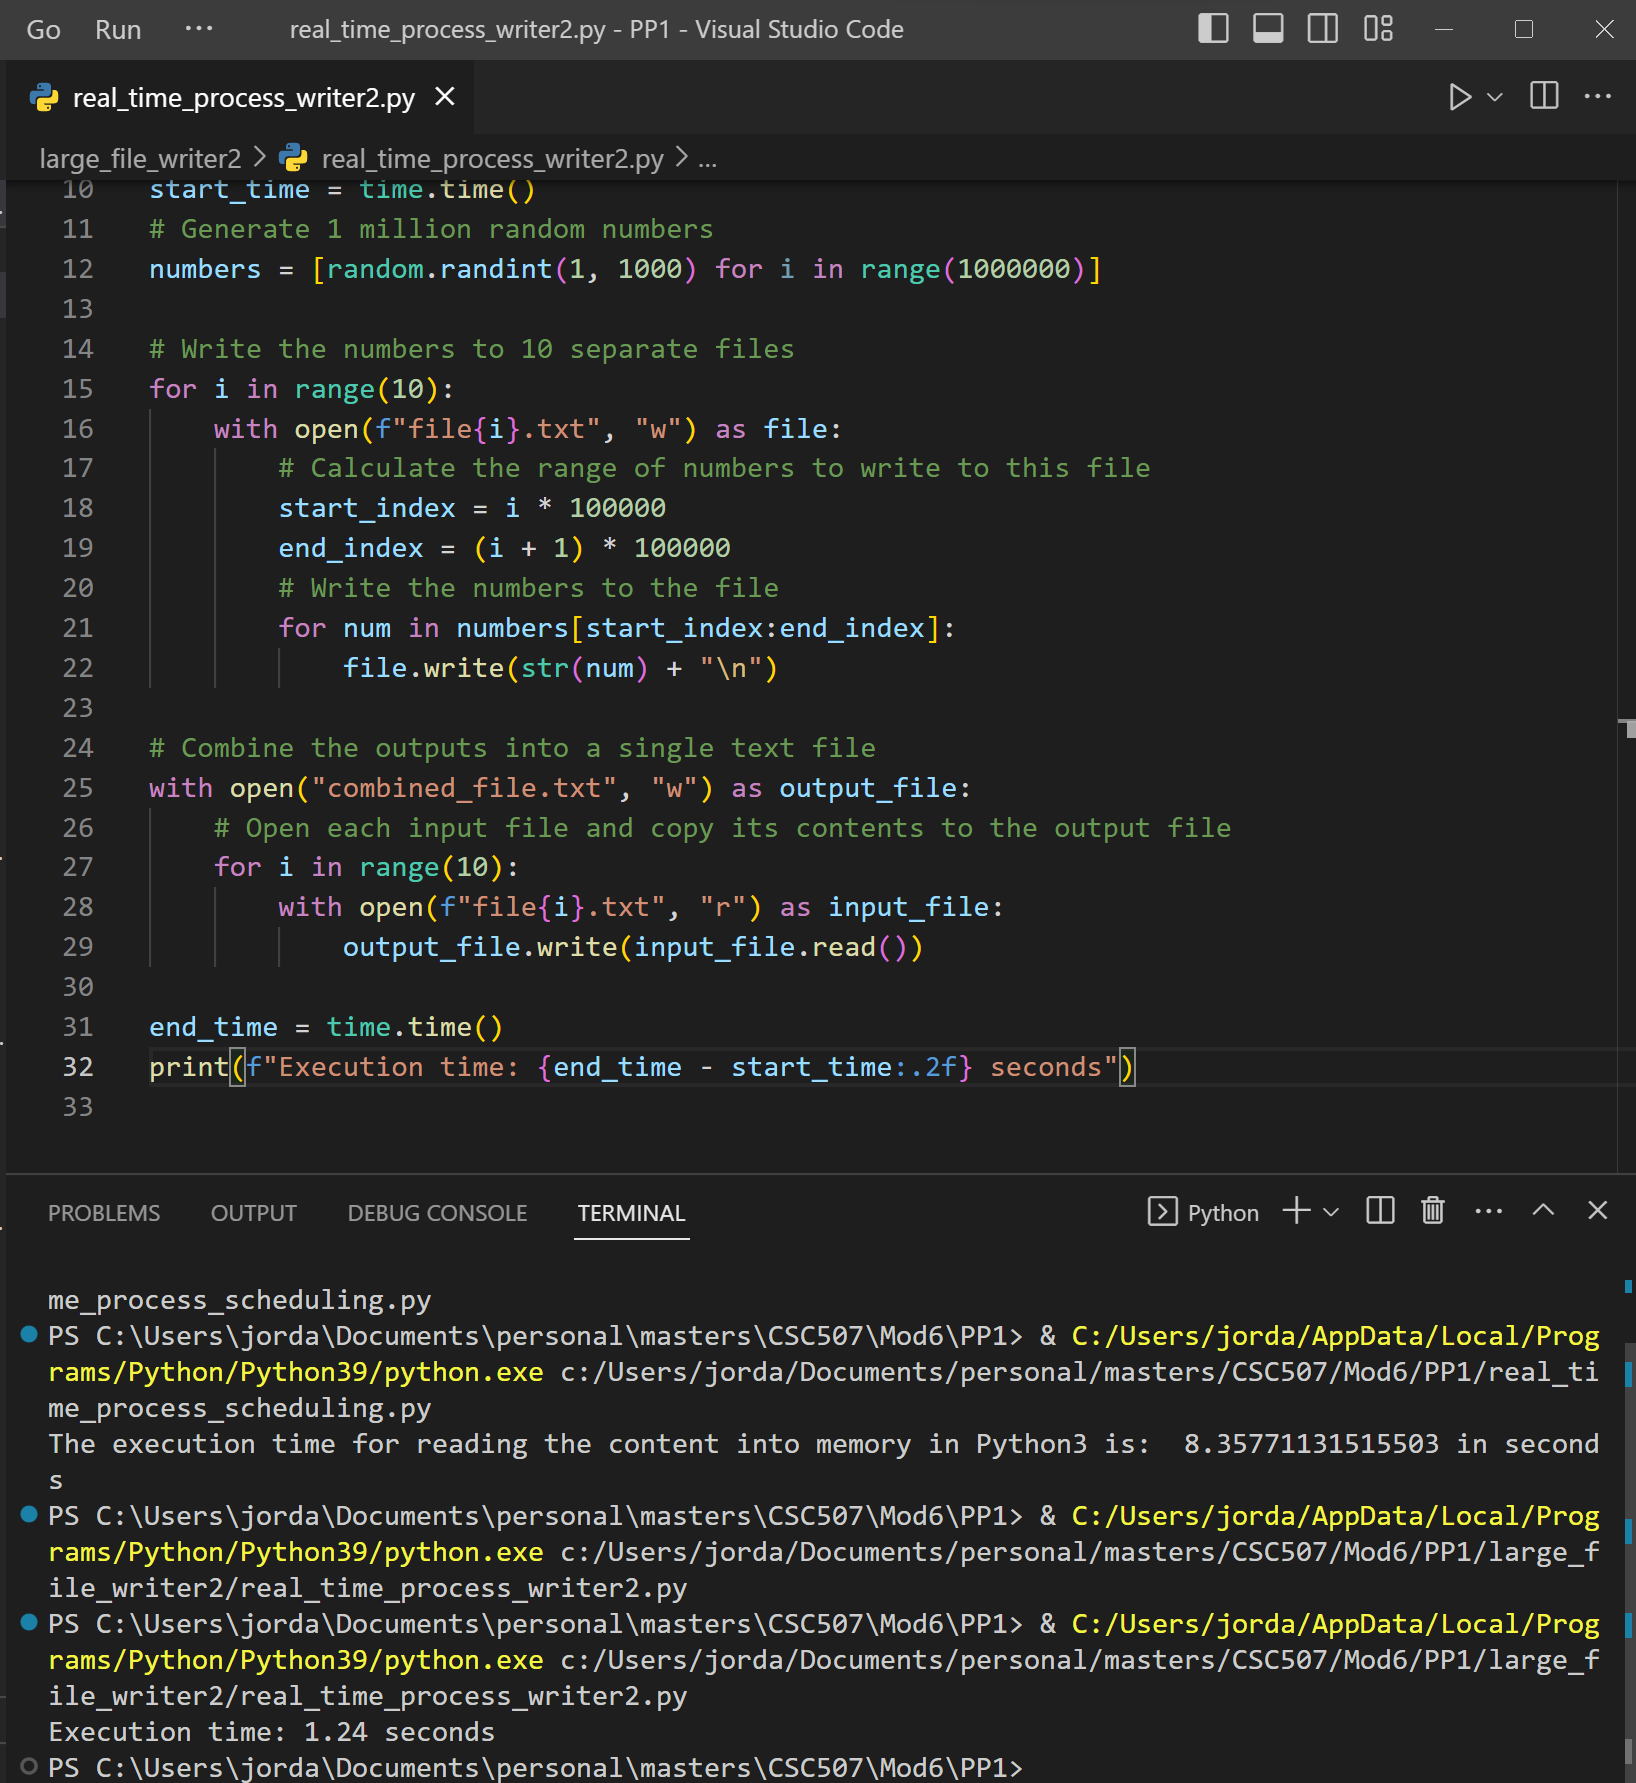 Go Run ··· real_time_process_writer2.py - PP1 - Visual Studio Code
real_time_process_writer2.py
large_file_writer2 > real_time_process_writer2.py > ...
10 start_time = time.time()
11 # Generate 1 million random numbers
12 numbers = [random.randint(1, 1000) for i in range(1000000)]
13
14 # Write the numbers to 10 separate files
15 for i in range(10):
16     with open(f"file{i}.txt", "w") as file:
17         # Calculate the range of numbers to write to this file
18         start_index = i * 100000
19         end_index = (i + 1) * 100000
20         # Write the numbers to the file
21         for num in numbers[start_index:end_index]:
22             file.write(str(num) + "\n")
23
24 # Combine the outputs into a single text file
25 with open("combined_file.txt", "w") as output_file:
26     # Open each input file and copy its contents to the output file
27     for i in range(10):
28         with open(f"file{i}.txt", "r") as input_file:
29             output_file.write(input_file.read())
30
31 end_time = time.time()
32 print(f"Execution time: {end_time - start_time:.2f} seconds")
33
PROBLEMS OUTPUT DEBUG CONSOLE TERMINAL Python
me_process_scheduling.py
PS C:\Users\jorda\Documents\personal\masters\CSC507\Mod6\PP1> & C:/Users/jorda/AppData/Local/Prog
rams/Python/Python39/python.exe c:/Users/jorda/Documents/personal/masters/CSC507/Mod6/PP1/real_ti
me_process_scheduling.py
The execution time for reading the content into memory in Python3 is:  8.35771131515503 in second
s
PS C:\Users\jorda\Documents\personal\masters\CSC507\Mod6\PP1> & C:/Users/jorda/AppData/Local/Prog
rams/Python/Python39/python.exe c:/Users/jorda/Documents/personal/masters/CSC507/Mod6/PP1/large_f
ile_writer2/real_time_process_writer2.py
PS C:\Users\jorda\Documents\personal\masters\CSC507\Mod6\PP1> & C:/Users/jorda/AppData/Local/Prog
rams/Python/Python39/python.exe c:/Users/jorda/Documents/personal/masters/CSC507/Mod6/PP1/large_f
ile_writer2/real_time_process_writer2.py
Execution time: 1.24 seconds
PS C:\Users\jorda\Documents\personal\masters\CSC507\Mod6\PP1>